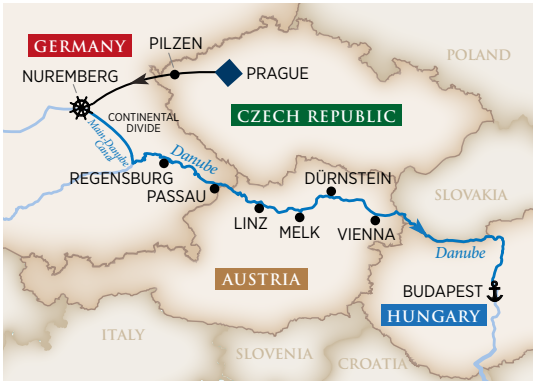 GERMANY
PILZEN
POLAND
NUREMBERG
PRAGUE
CONTINENTAL
DIVIDE
CZECH REPUBLIC
Main-Danube
Canal
Danube
REGENSBURG
DÜRNSTEIN
PASSAU
SLOVAKIA
LINZ
MELK
VIENNA
Danube
AUSTRIA
BUDAPEST
HUNGARY
ITALY
SLOVENIA
CROATIA